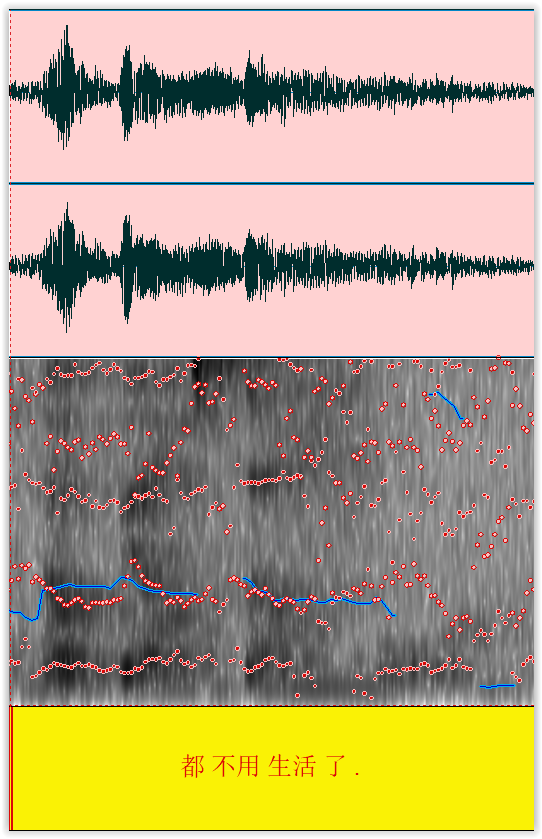 都 不用 生活 了 .